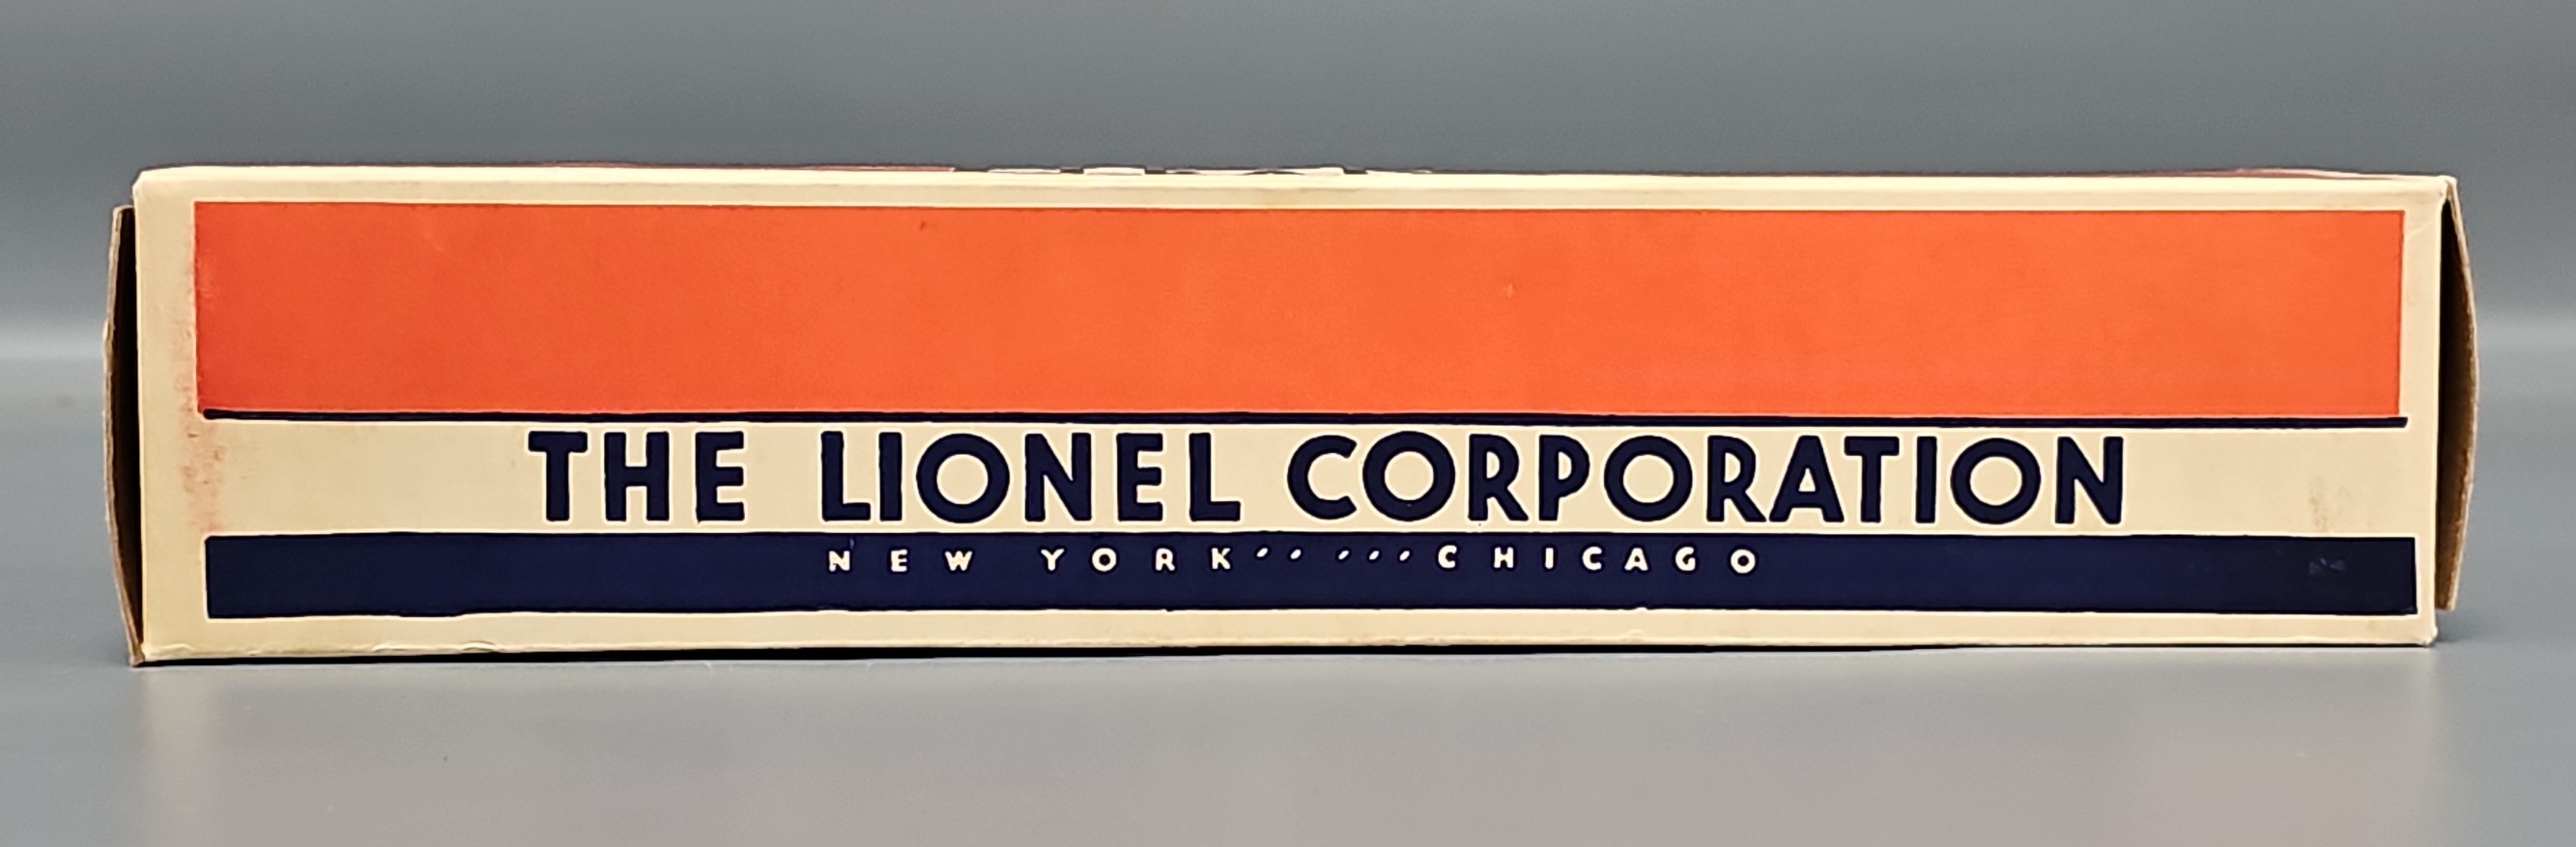 THE LIONEL CORPORATION
NEW YORK•• •••CHICAGO